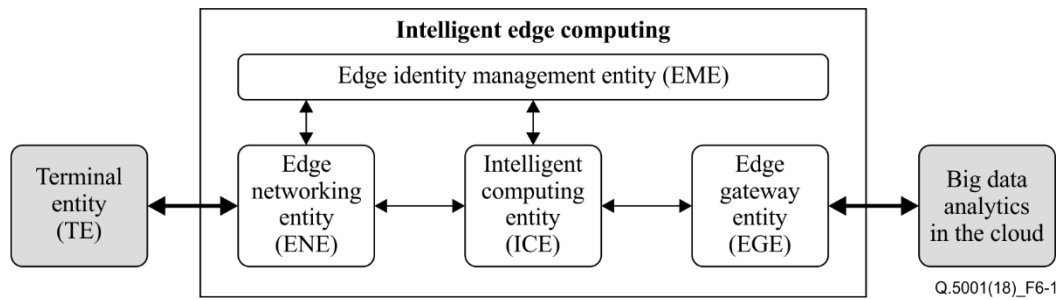 Intelligent edge computing
Edge identity management entity (EME)
Terminal
entity
(TE)
Edge
networking
entity
(ENE)
Intelligent
computing
entity
(ICE)
Edge
gateway
entity
(EGE)
Big data
analytics
in the cloud
Q.5001(18)_F6-1